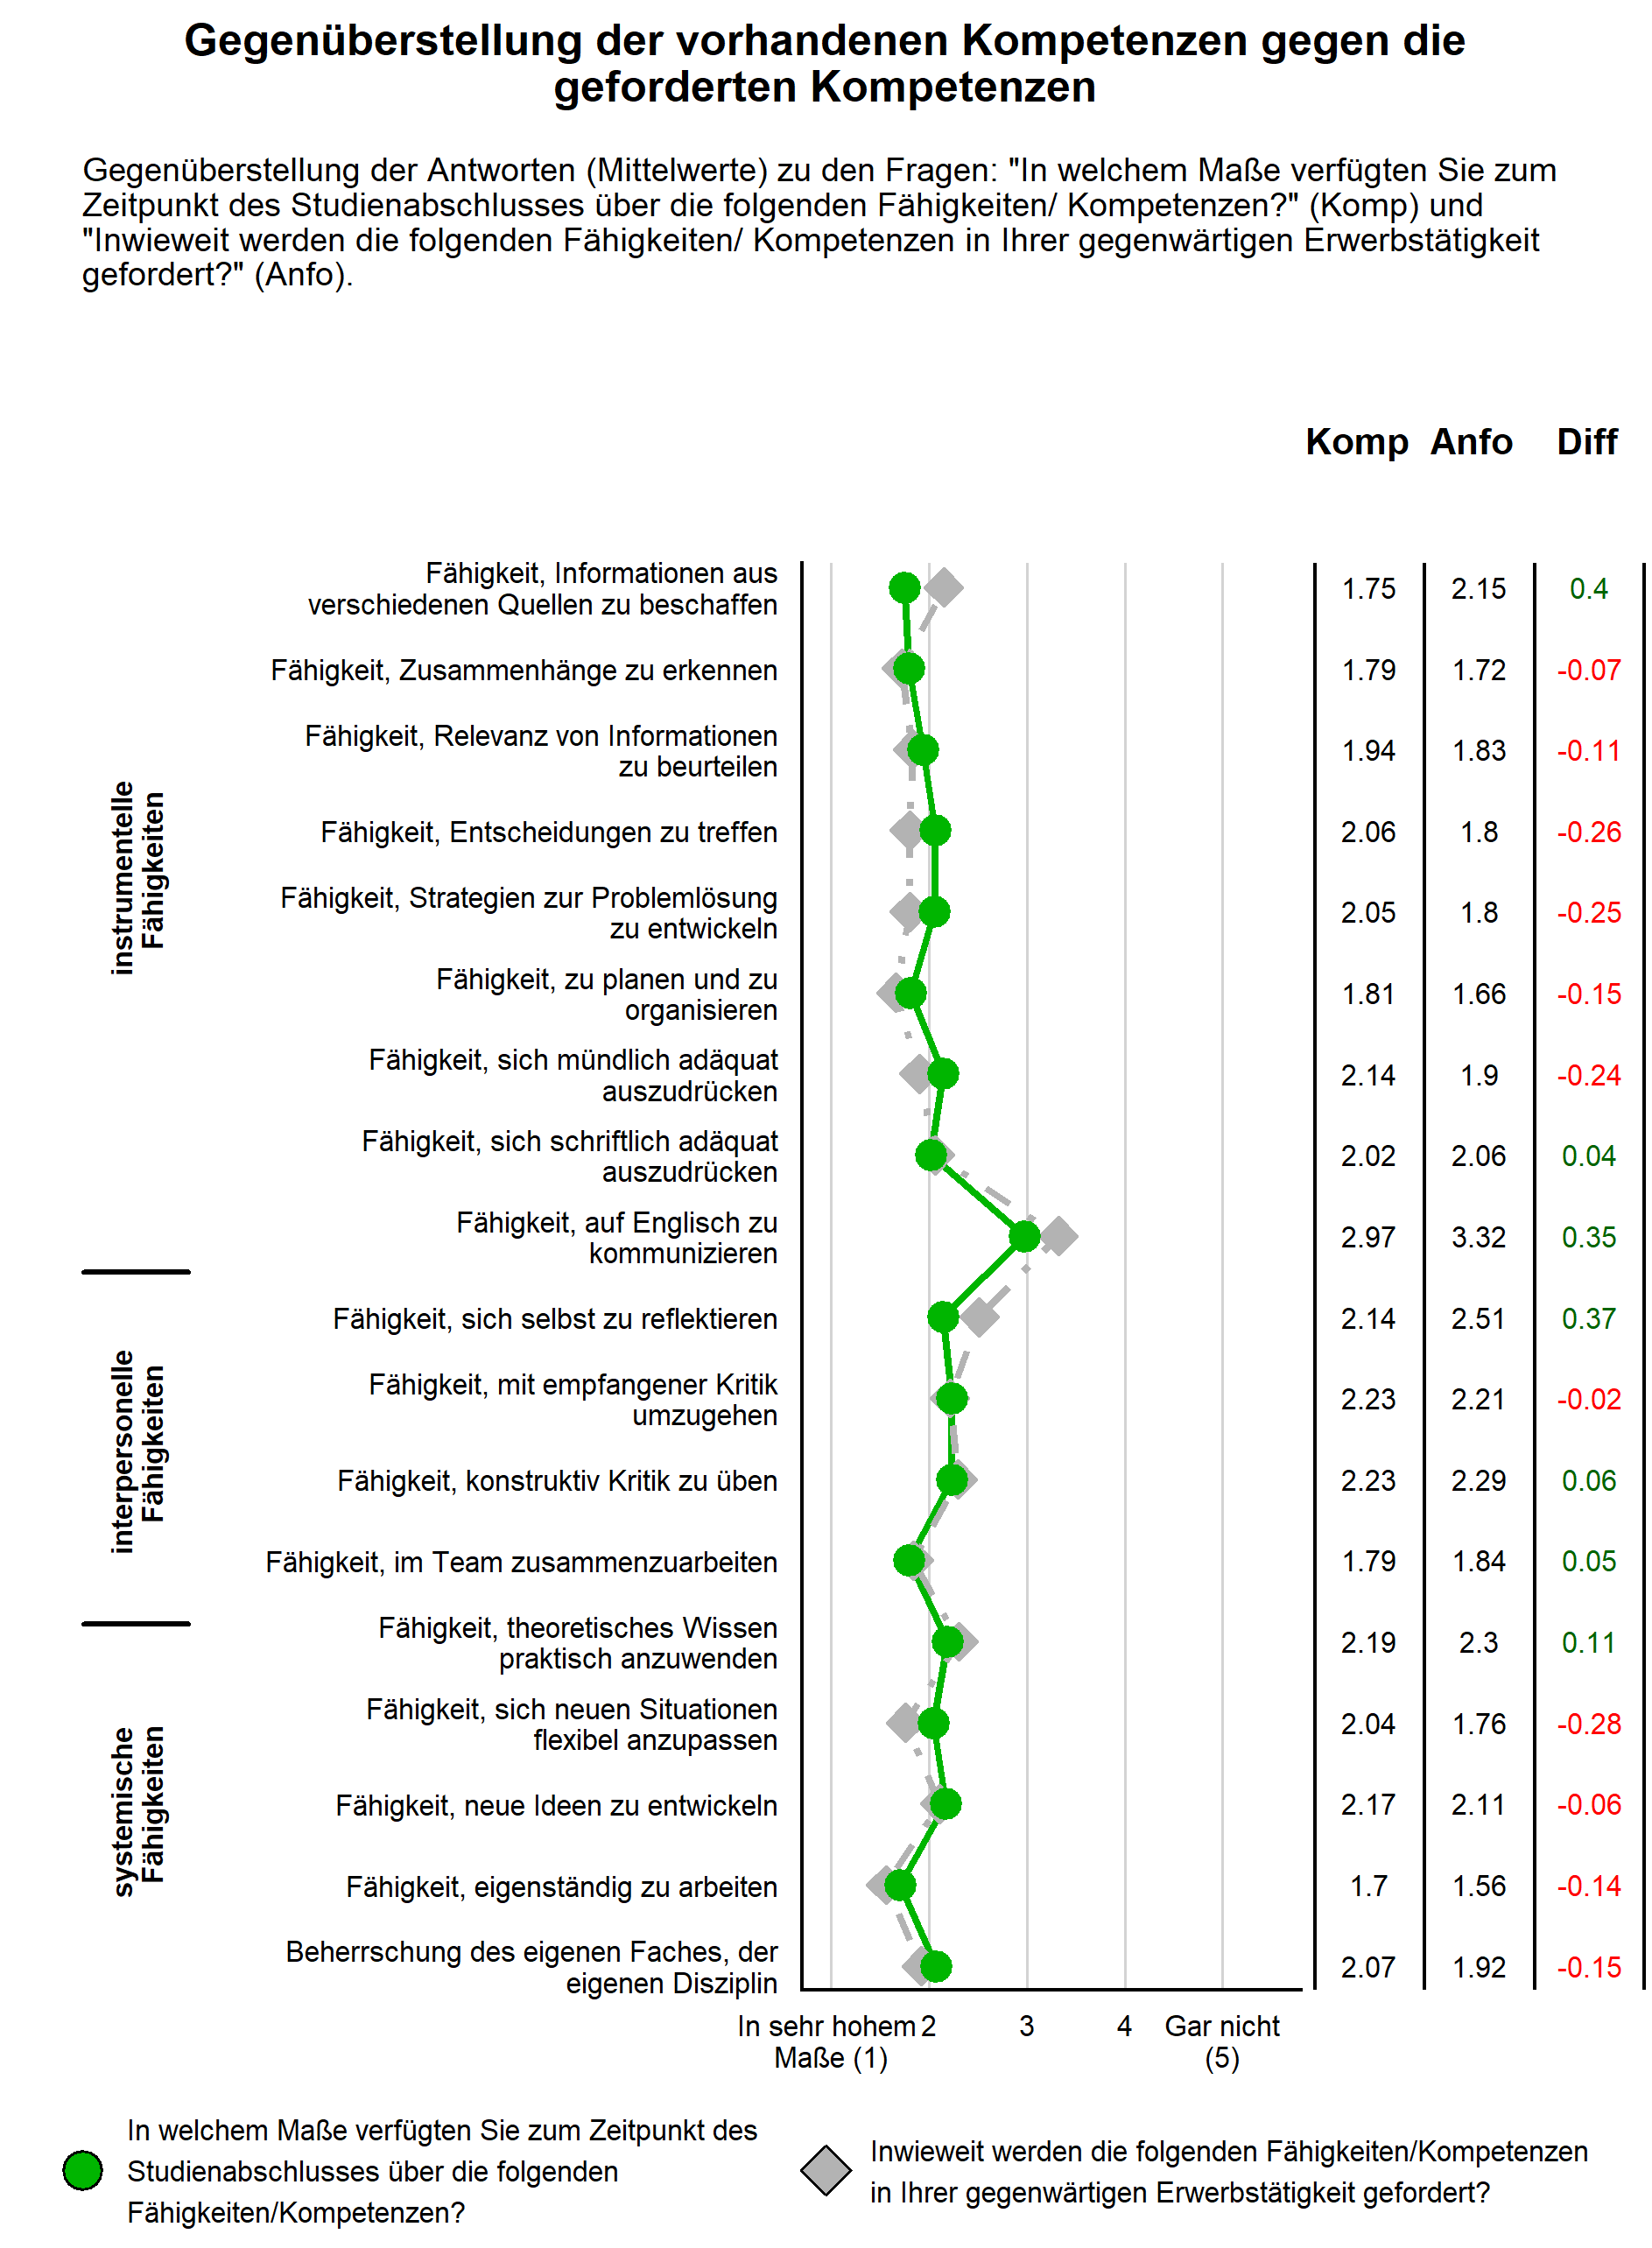 Gegenüberstellung der vorhandenen Kompetenzen gegen die
geforderten Kompetenzen
Gegenüberstellung der Antworten (Mittelwerte) zu den Fragen: "In welchem Maße verfügten Sie zum
Zeitpunkt des Studienabschlusses über die folgenden Fähigkeiten/ Kompetenzen?" (Komp) und
"Inwieweit werden die folgenden Fähigkeiten/ Kompetenzen in Ihrer gegenwärtigen Erwerbstätigkeit
gefordert?" (Anfo).
Komp Anfo Diff
instrumentelle
Fähigkeiten
Fähigkeit, Informationen aus
verschiedenen Quellen zu beschaffen
1.75 2.15 0.4
Fähigkeit, Zusammenhänge zu erkennen
1.79 1.72 -0.07
Fähigkeit, Relevanz von Informationen
zu beurteilen
1.94 1.83 -0.11
Fähigkeit, Entscheidungen zu treffen
2.06 1.8 -0.26
Fähigkeit, Strategien zur Problemlösung
zu entwickeln
2.05 1.8 -0.25
Fähigkeit, zu planen und zu
organisieren
1.81 1.66 -0.15
Fähigkeit, sich mündlich adäquat
auszudrücken
2.14 1.9 -0.24
Fähigkeit, sich schriftlich adäquat
auszudrücken
2.02 2.06 0.04
Fähigkeit, auf Englisch zu
kommunizieren
2.97 3.32 0.35
interpersonelle
Fähigkeiten
Fähigkeit, sich selbst zu reflektieren
2.14 2.51 0.37
Fähigkeit, mit empfangener Kritik
umzugehen
2.23 2.21 -0.02
Fähigkeit, konstruktiv Kritik zu üben
2.23 2.29 0.06
Fähigkeit, im Team zusammenzuarbeiten
1.79 1.84 0.05
systemische
Fähigkeiten
Fähigkeit, theoretisches Wissen
praktisch anzuwenden
2.19 2.3 0.11
Fähigkeit, sich neuen Situationen
flexibel anzupassen
2.04 1.76 -0.28
Fähigkeit, neue Ideen zu entwickeln
2.17 2.11 -0.06
Fähigkeit, eigenständig zu arbeiten
1.7 1.56 -0.14
Beherrschung des eigenen Faches, der
eigenen Disziplin
2.07 1.92 -0.15
In sehr hohem 2 3 4 Gar nicht
Maße (1) (5)
In welchem Maße verfügten Sie zum Zeitpunkt des
Studienabschlusses über die folgenden
Fähigkeiten/Kompetenzen?
Inwieweit werden die folgenden Fähigkeiten/Kompetenzen
in Ihrer gegenwärtigen Erwerbstätigkeit gefordert?